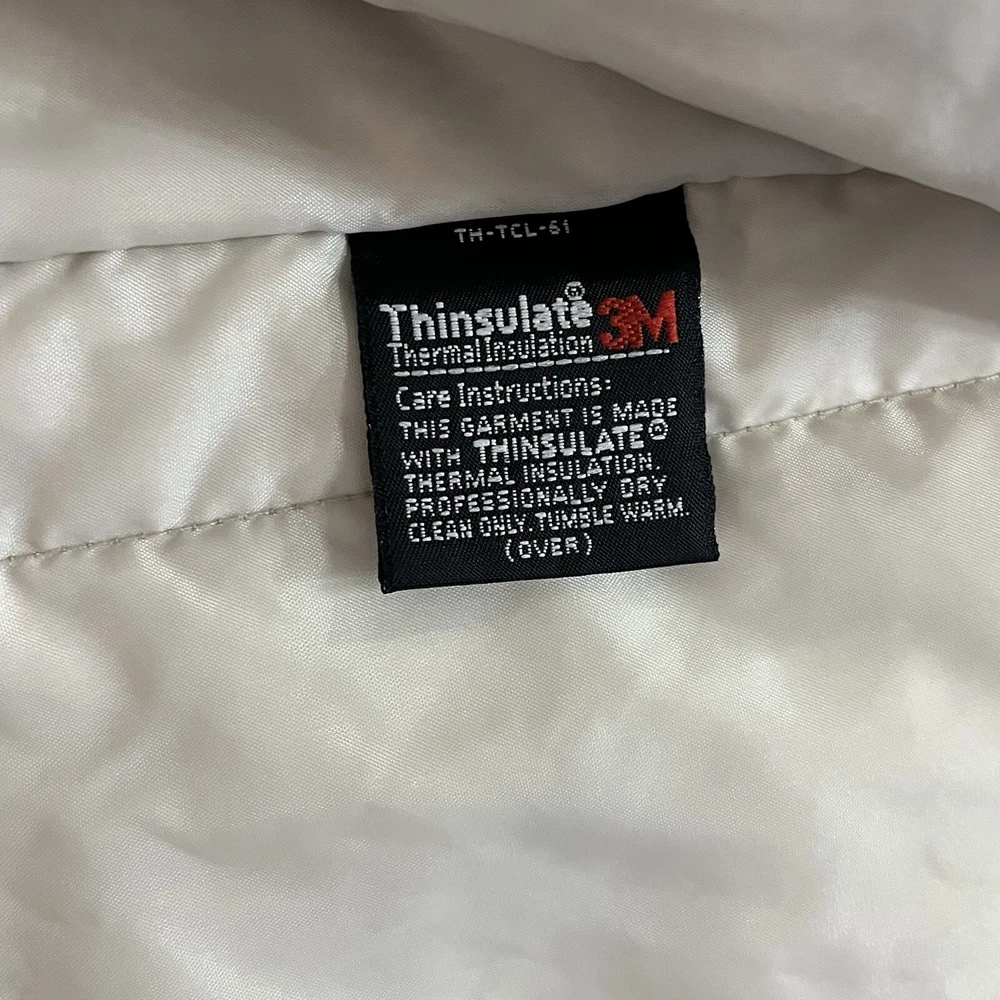 TH-TCL-61
Thinsulate® 3M
Thermal Insulation
Care Instructions:
THIS GARMENT IS MADE
WITH THINSULATE®
THERMAL INSULATION.
PROFESSIONALLY DRY
CLEAN ONLY. TUMBLE WARM.
(OVER)